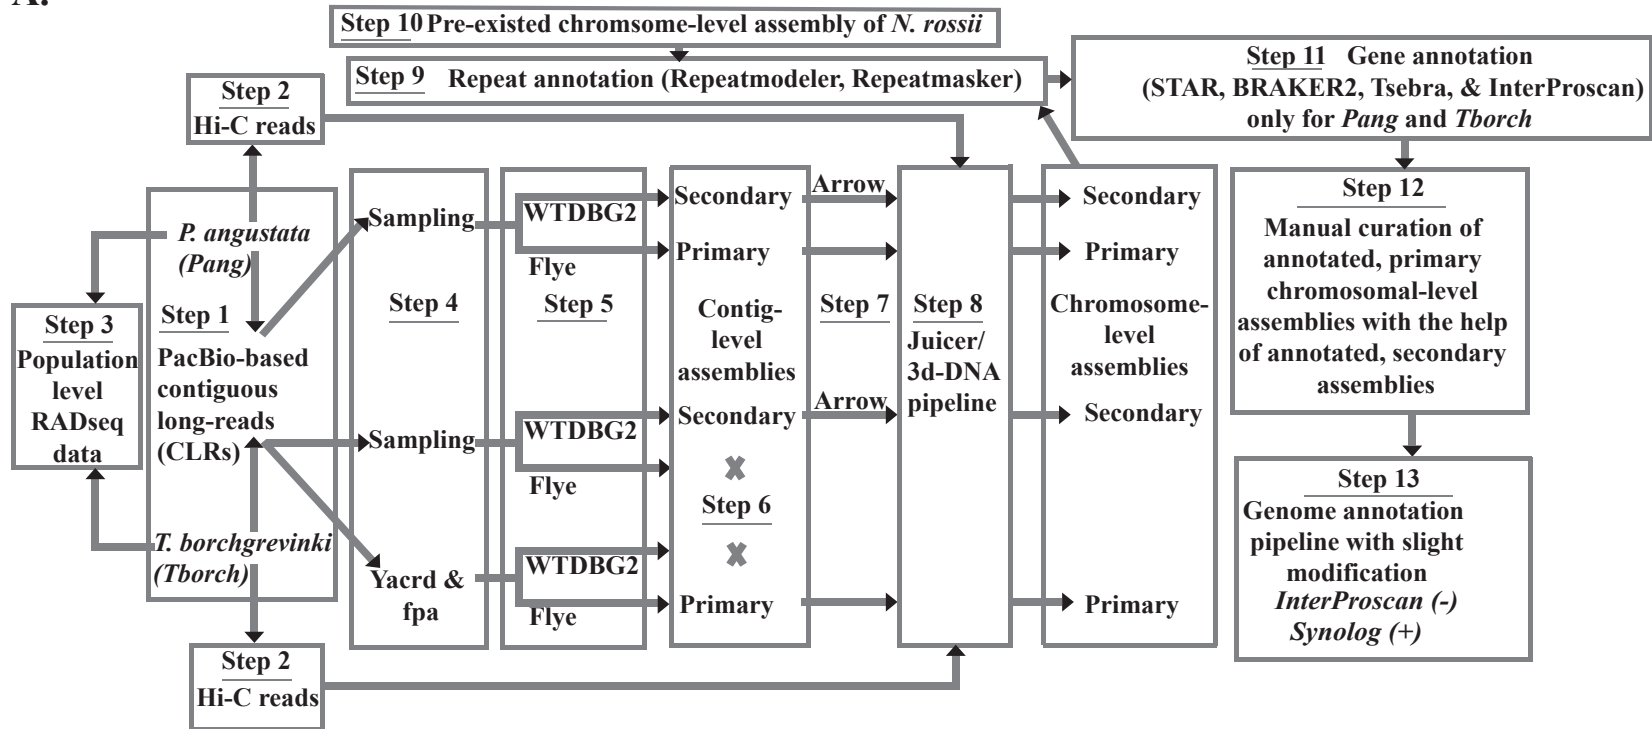 A.
Step 10 Pre-existed chromsome-level assembly of N. rossii
Step 9 Repeat annotation (Repeatmodeler, Repeatmasker)
Step 11 Gene annotation
(STAR, BRAKER2, Tsebra, & InterProscan)
only for Pang and Tborch
Step 2
Hi-C reads
P. angustata
(Pang)
Step 1
PacBio-based
contiguous
long-reads
(CLRs)
T. borchgrevinki
(Tborch)
Step 3
Population
level
RADseq
data
Step 2
Hi-C reads
Sampling
Step 4
Sampling
Yacrd &
fpa
WTDBG2
Flye
Step 5
WTDBG2
Flye
WTDBG2
Flye
Secondary
Primary
Contig-
level
assemblies
Secondary
Step 6
Primary
Arrow
Step 7
Arrow
Step 8
Juicer/
3d-DNA
pipeline
Secondary
Primary
Chromosome-
level
assemblies
Secondary
Primary
Step 12
Manual curation of
annotated, primary
chromosomal-level
assemblies with the help
of annotated, secondary
assemblies
Step 13
Genome annotation
pipeline with slight
modification
InterProscan (-)
Synolog (+)